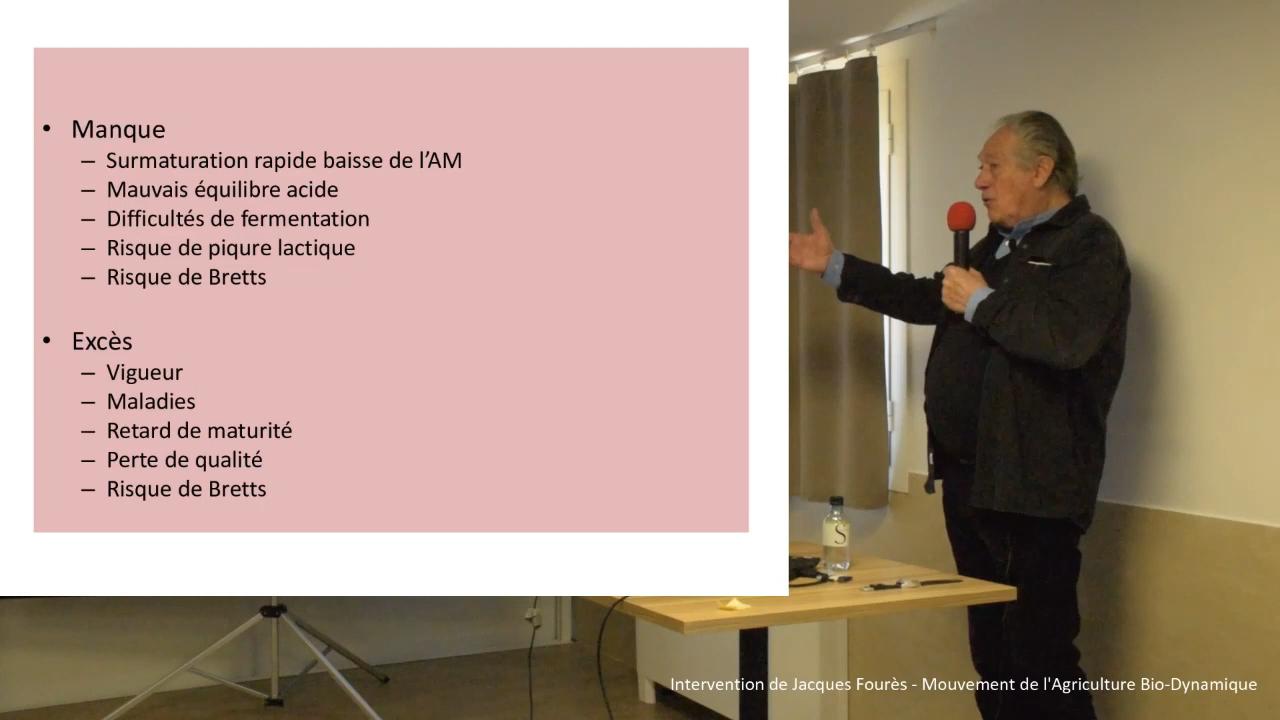 • Manque
– Surmaturation rapide baisse de l’AM
– Mauvais équilibre acide
– Difficultés de fermentation
– Risque de piqure lactique
– Risque de Bretts
• Excès
– Vigueur
– Maladies
– Retard de maturité
– Perte de qualité
– Risque de Bretts
S
Intervention de Jacques Fourès - Mouvement de l'Agriculture Bio-Dynamique